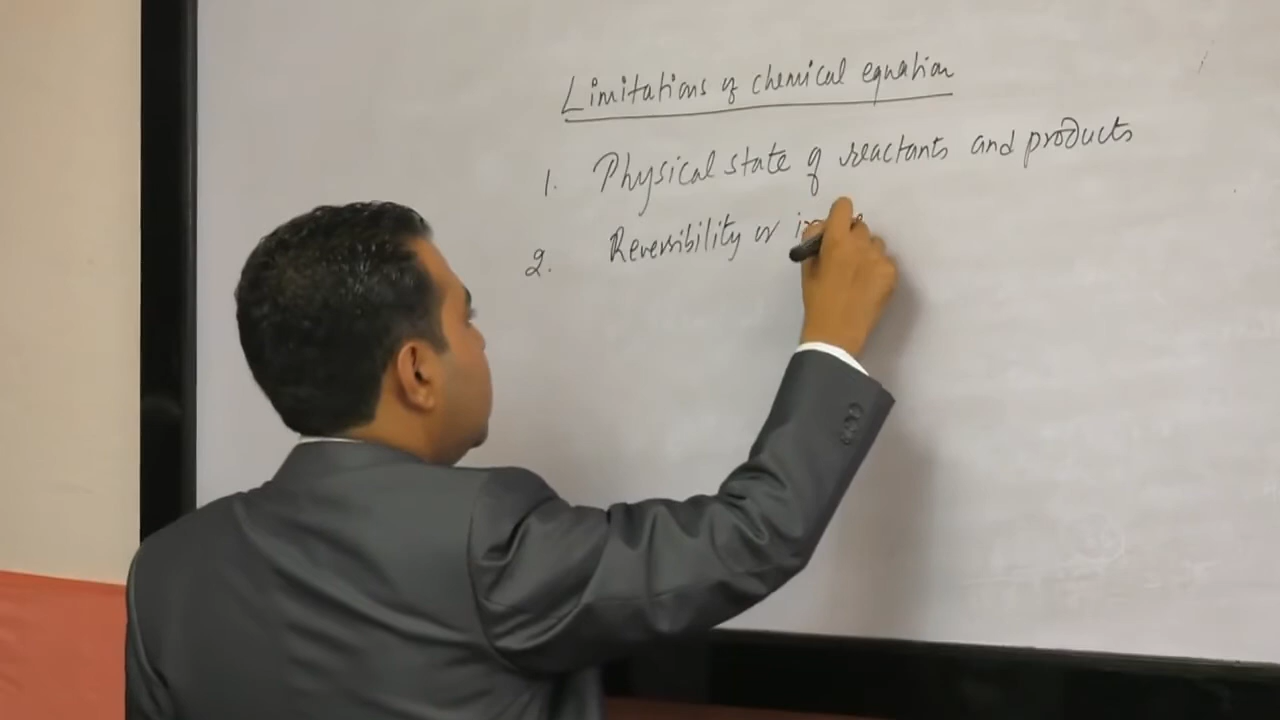 Limitations of chemical equation
1. Physical state of reactants and products
2. Reversibility or